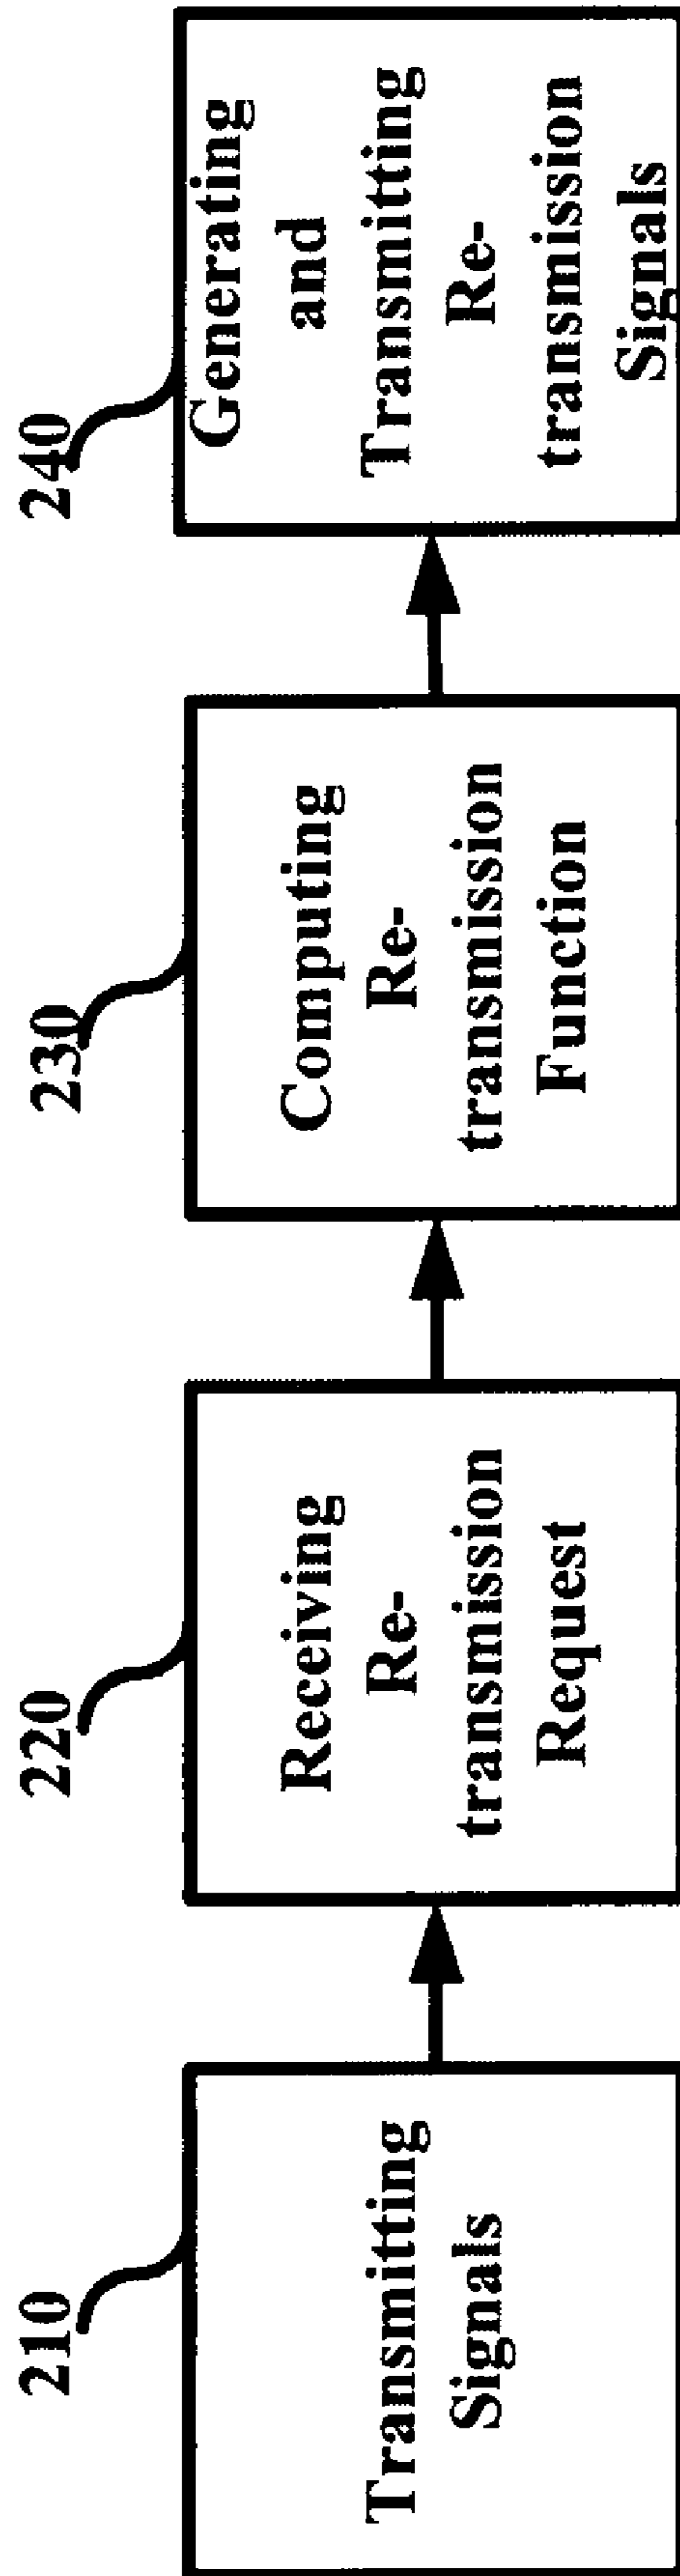 210
Transmitting
Signals
220
Receiving
Re-
transmission
Request
230
Computing
Re-
transmission
Function
240
Generating
and
Transmitting
Re-
transmission
Signals